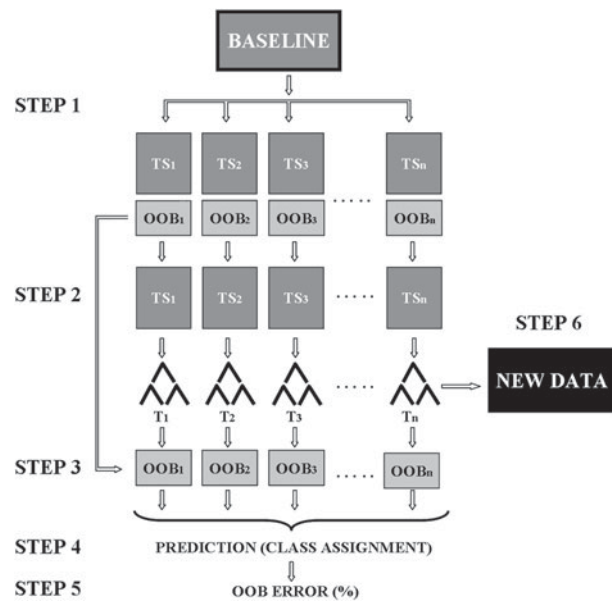 BASELINE
STEP 1
TS1 TS2 TS3 ..... TSn
OOB1 OOB2 OOB3 ..... OOBn
STEP 2
TS1 TS2 TS3 ..... TSn
STEP 6
NEW DATA
T1 T2 T3 ..... Tn
STEP 3
OOB1 OOB2 OOB3 ..... OOBn
STEP 4
PREDICTION (CLASS ASSIGNMENT)
STEP 5
OOB ERROR (%)